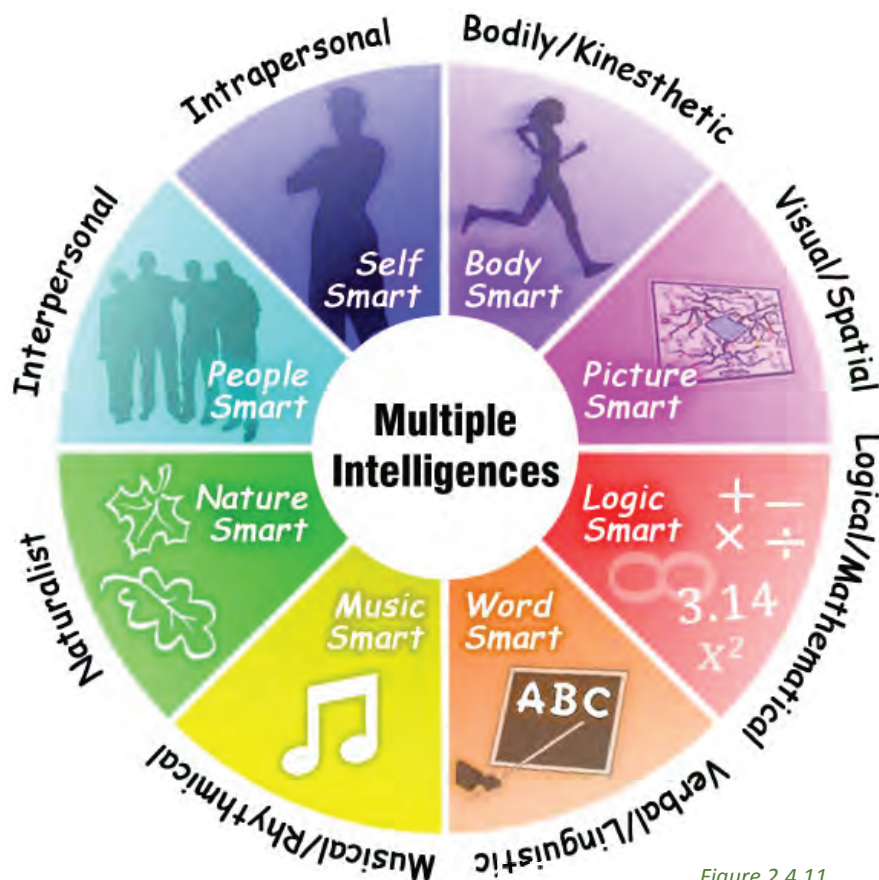 Intrapersonal
Bodily/Kinesthetic
Visual/Spatial
Logical/Mathematical
Verbal/Linguistic
Musical/Rhythmical
Naturalist
Interpersonal
Self
Smart
Body
Smart
Picture
Smart
Logic
Smart
+ −
× ÷
3.14
x²
Word
Smart
ABC
Music
Smart
Nature
Smart
People
Smart
Multiple
Intelligences
Figure 2.4.11